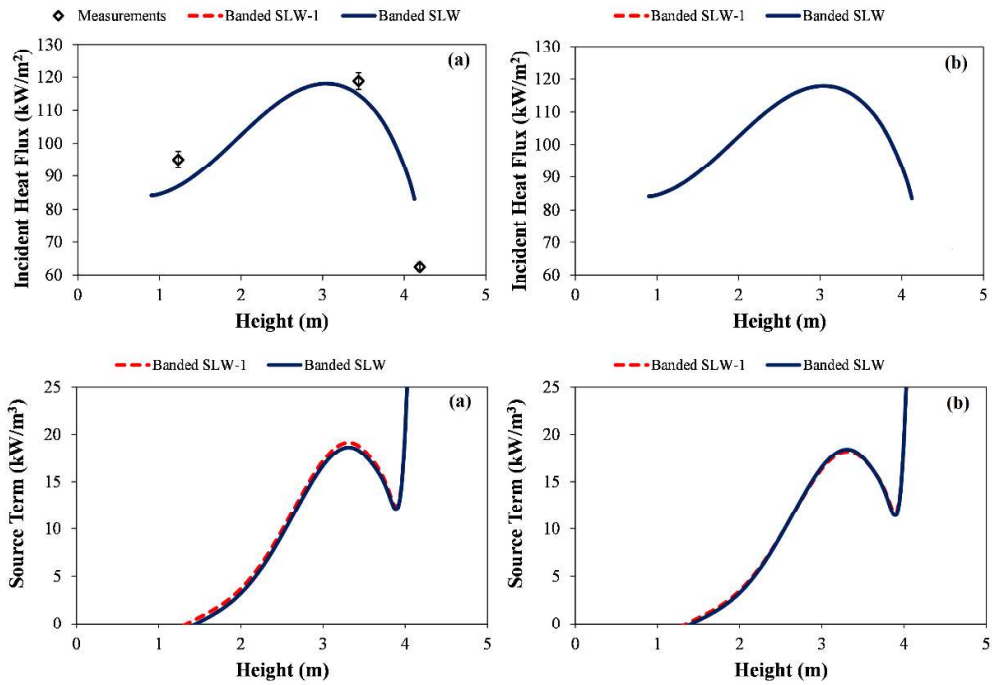 Measurements Banded SLW-1 Banded SLW
Banded SLW-1 Banded SLW
Incident Heat Flux (kW/m²)
130
120
110
100
90
80
70
60
(a)
0 1 2 3 4 5
Height (m)
Incident Heat Flux (kW/m²)
130
120
110
100
90
80
70
60
(b)
0 1 2 3 4 5
Height (m)
Banded SLW-1 Banded SLW
Banded SLW-1 Banded SLW
Source Term (kW/m³)
25
20
15
10
5
0
(a)
0 1 2 3 4 5
Height (m)
Source Term (kW/m³)
25
20
15
10
5
0
(b)
0 1 2 3 4 5
Height (m)